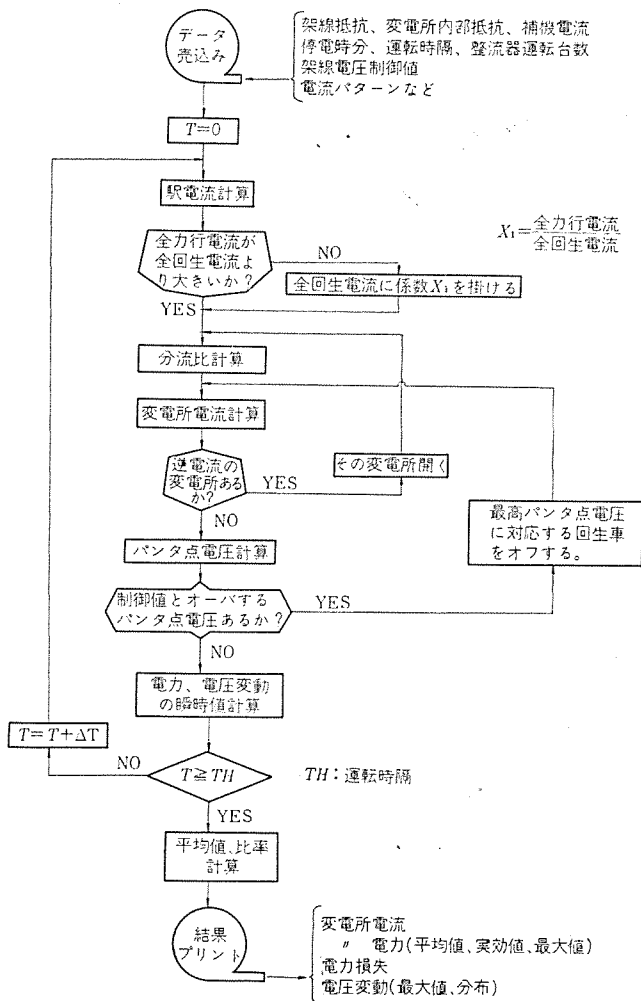 データ
売込み
架線抵抗、変電所内部抵抗、補機電流
停電時分、運転時隔、整流器運転台数
架線電圧制御値
電流パターンなど
T=0
駅電流計算
全力行電流が
全回生電流よ
り大きいか?
NO
YES
全回生電流に係数X₁を掛ける
X₁=全力行電流
全回生電流
分流比計算
変電所電流計算
逆電流の
変電所あるか?
YES
NO
その変電所開く
最高パンタ点電圧
に対応する回生車
をオフする。
パンタ点電圧計算
制御値とオーバする
パンタ点電圧あるか?
YES
NO
電力、電圧変動
の瞬時値計算
T=T+ΔT
NO
T≧TH
TH:運転時隔
YES
平均値、比率
計算
結果
プリント
変電所電流
〃 電力(平均値、実効値、最大値)
電力損失
電圧変動(最大値、分布)